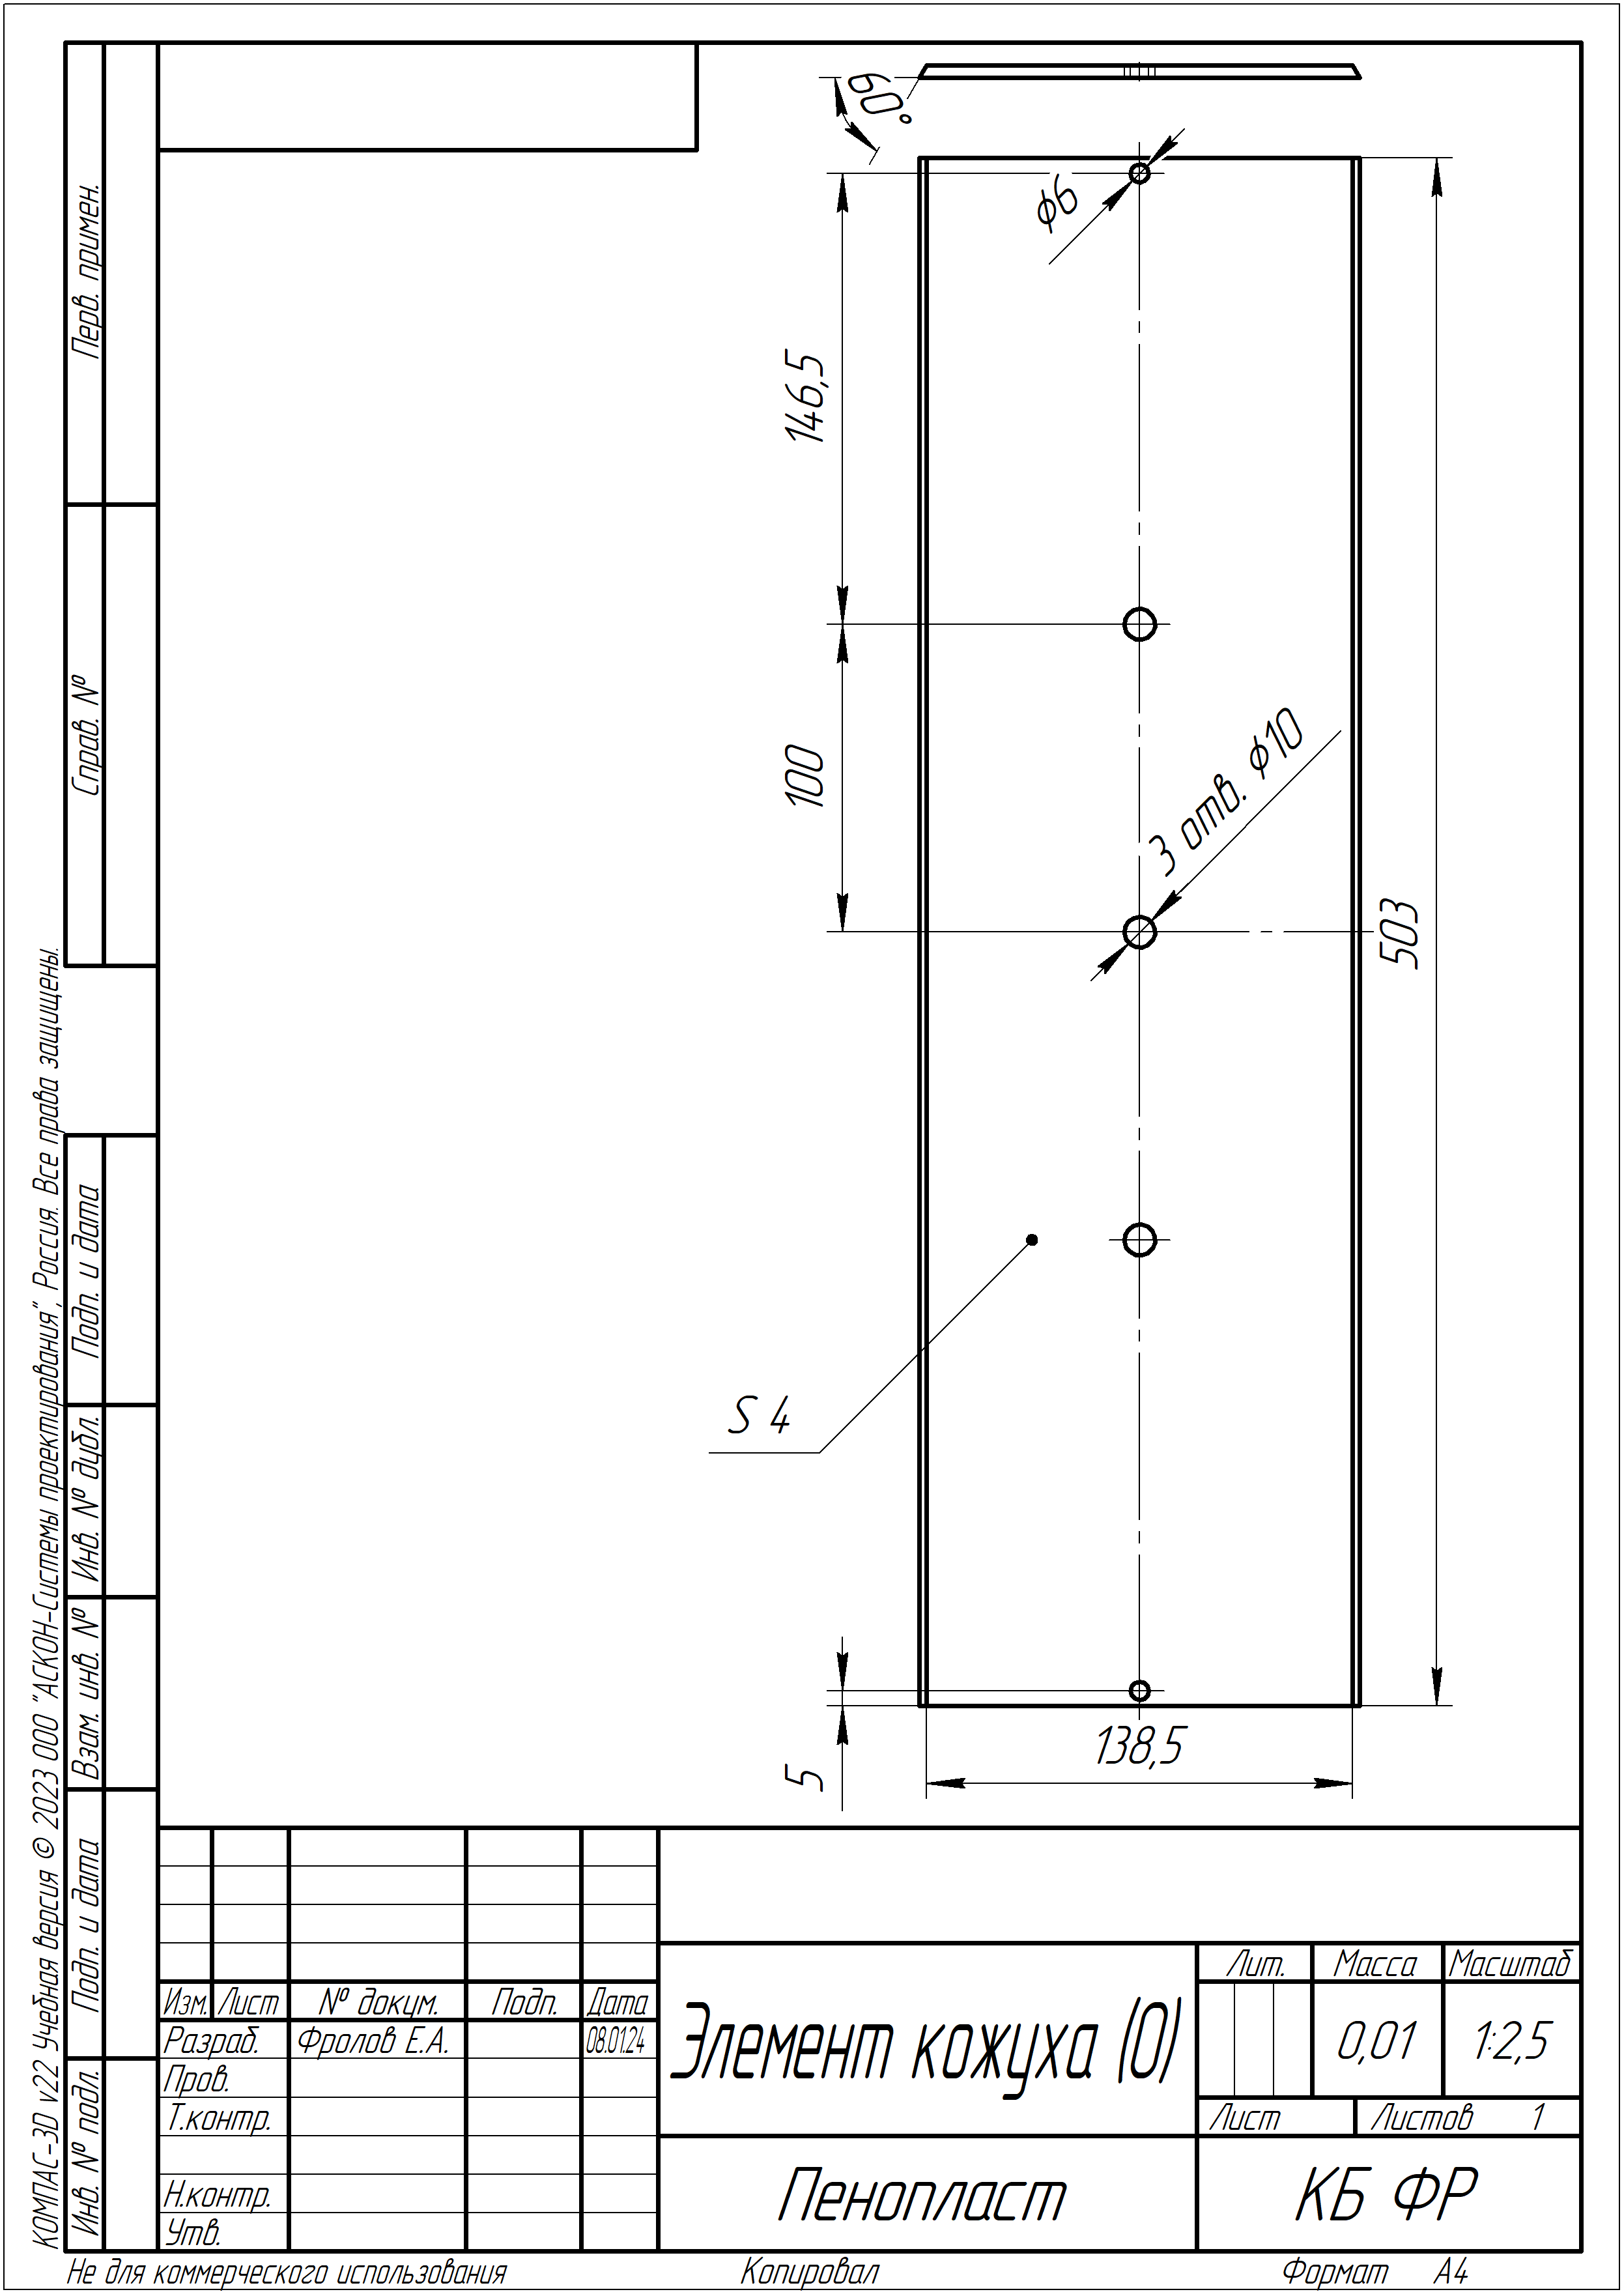 60°
⌀6
146,5
100
3 отв. ⌀10
503
S 4
5
138,5
Перв. примен.
Справ. №
Подп. и дата
Инв. № дубл.
Взам. инв. №
Подп. и дата
Инв. № подл.
КОМПАС-3D v22 Учебная версия © 2023 ООО "АСКОН-Системы проектирования", Россия. Все права защищены.
Изм. Лист № докум. Подп. Дата
Разраб. Фролов Е.А. 08.01.24
Пров.
Т.контр.
Н.контр.
Утв.
Элемент кожуха (0)
Пенопласт
Лит. Масса Масштаб
0,01 1:2,5
Лист Листов 1
КБ ФР
Не для коммерческого использования Копировал Формат А4